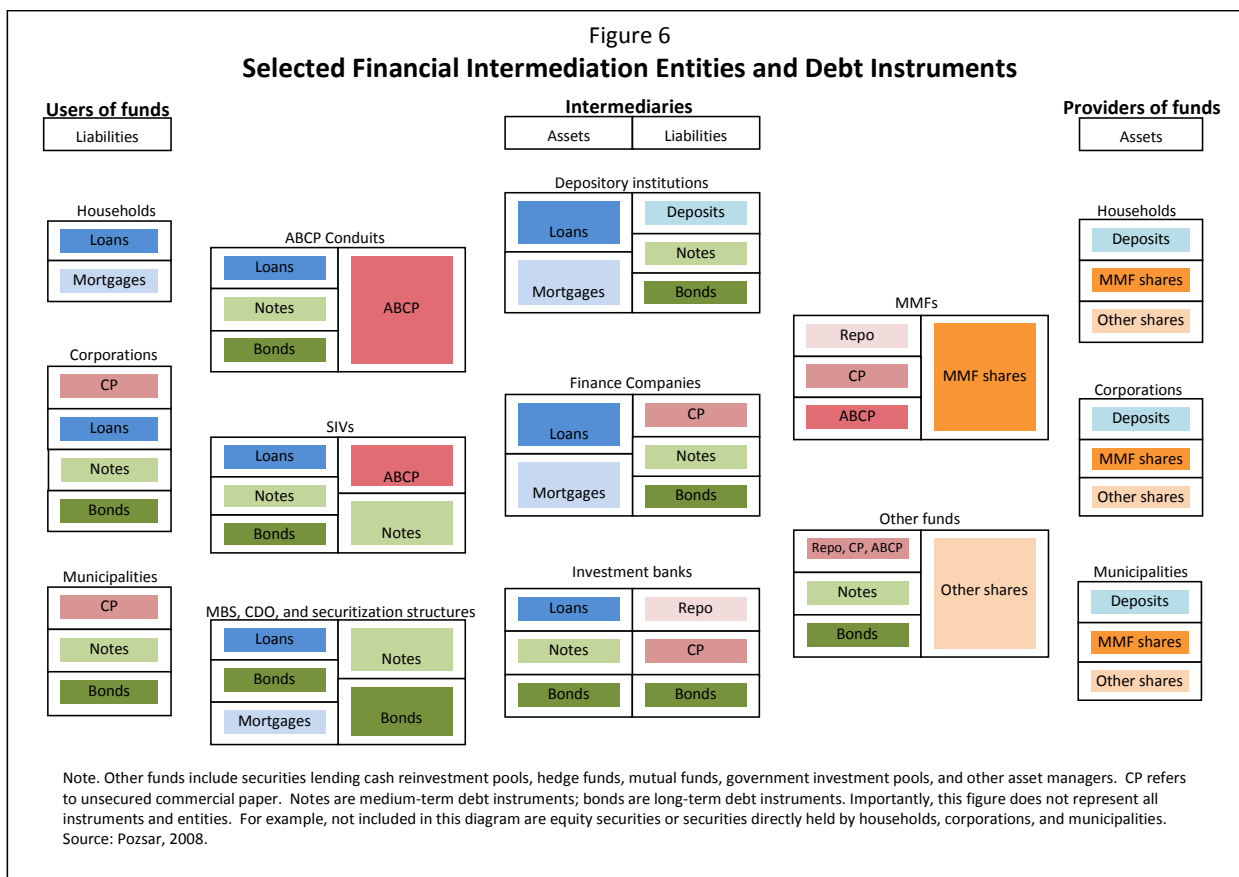 Figure 6
Selected Financial Intermediation Entities and Debt Instruments
Users of funds
Liabilities
Households
Loans
Mortgages
Corporations
CP
Loans
Notes
Bonds
Municipalities
CP
Notes
Bonds
ABCP Conduits
Loans
Notes
Bonds
ABCP
SIVs
Loans
Notes
Bonds
ABCP
Notes
MBS, CDO, and securitization structures
Loans
Bonds
Mortgages
Notes
Bonds
Intermediaries
Assets
Liabilities
Depository institutions
Loans
Mortgages
Deposits
Notes
Bonds
Finance Companies
Loans
Mortgages
CP
Notes
Bonds
Investment banks
Loans
Notes
Bonds
Repo
CP
Bonds
MMFs
Repo
CP
ABCP
MMF shares
Other funds
Repo, CP, ABCP
Notes
Bonds
Other shares
Providers of funds
Assets
Households
Deposits
MMF shares
Other shares
Corporations
Deposits
MMF shares
Other shares
Municipalities
Deposits
MMF shares
Other shares
Note. Other funds include securities lending cash reinvestment pools, hedge funds, mutual funds, government investment pools, and other asset managers. CP refers
to unsecured commercial paper. Notes are medium-term debt instruments; bonds are long-term debt instruments. Importantly, this figure does not represent all
instruments and entities. For example, not included in this diagram are equity securities or securities directly held by households, corporations, and municipalities.
Source: Pozsar, 2008.